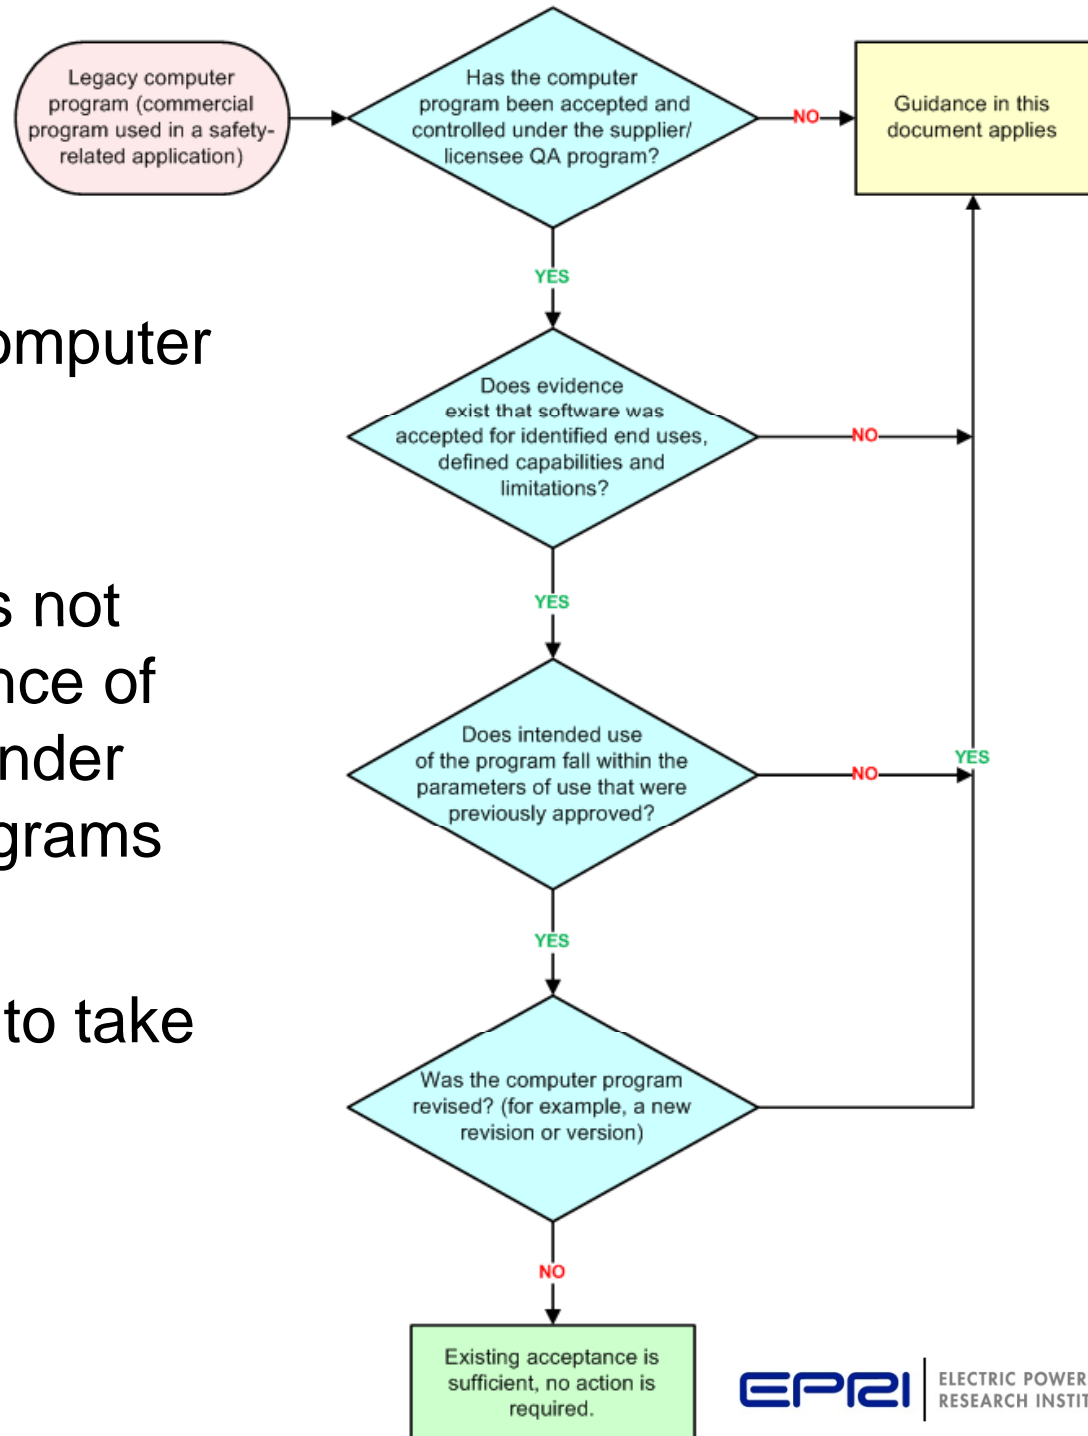 Legacy computer
program (commercial
program used in a safety-
related application)
Has the computer
program been accepted and
controlled under the supplier/
licensee QA program?
NO
Guidance in this
document applies
YES
omputer
Does evidence
exist that software was
accepted for identified end uses,
defined capabilities and
limitations?
NO
YES
s not
nce of
nder
grams
Does intended use
of the program fall within the
parameters of use that were
previously approved?
NO
YES
YES
to take
Was the computer program
revised? (for example, a new
revision or version)
NO
Existing acceptance is
sufficient, no action is
required.
EPRI
ELECTRIC POWER
RESEARCH INSTIT